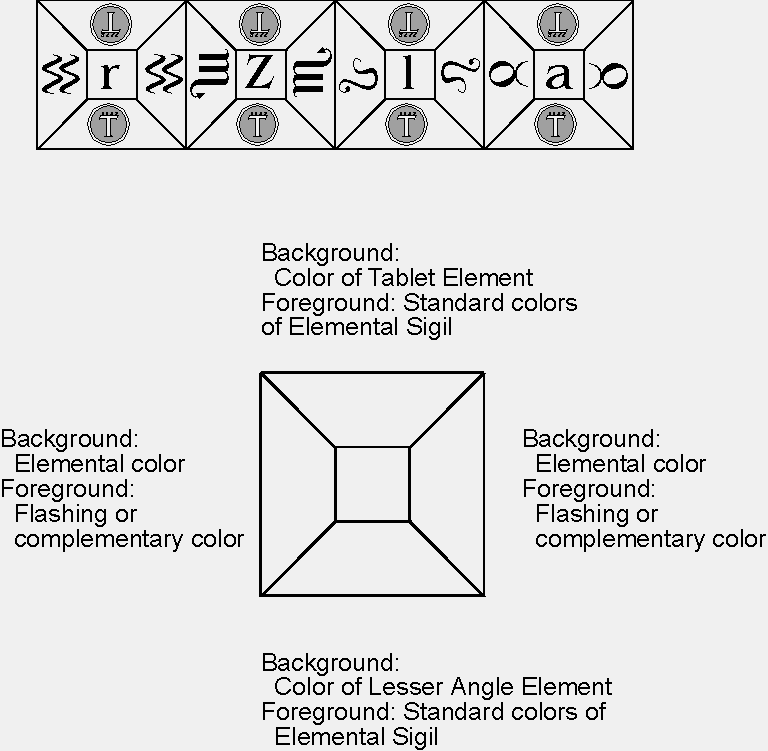 T T T T
r Z l a
T T T T
Background:
Color of Tablet Element
Foreground: Standard colors
of Elemental Sigil
Background:
Elemental color
Foreground:
Flashing or
complementary color
Background:
Elemental color
Foreground:
Flashing or
complementary color
Background:
Color of Lesser Angle Element
Foreground: Standard colors of
Elemental Sigil